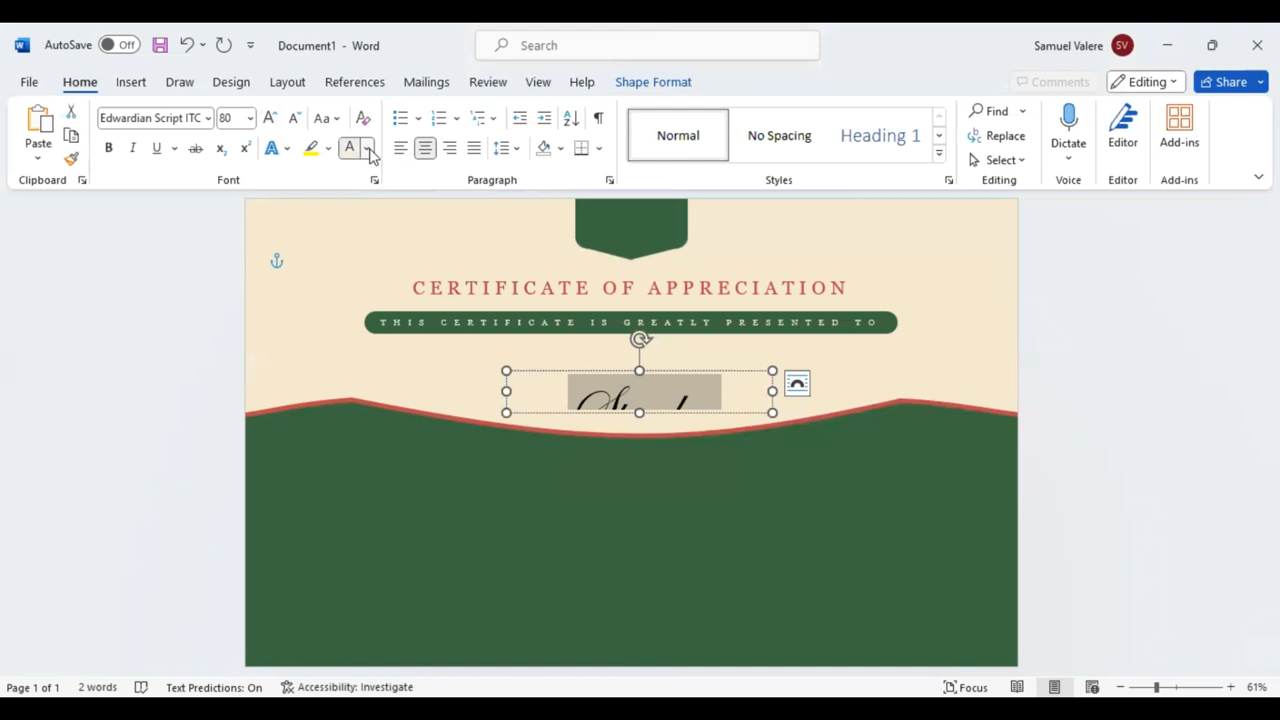 AutoSave Off Document1 - Word Search Samuel Valere SV
File Home Insert Draw Design Layout References Mailings Review View Help Shape Format Comments Editing Share
Paste Edwardian Script ITC 80 Aa Normal No Spacing Heading 1 Find Replace Select Dictate Editor Add-ins
Clipboard Font Paragraph Styles Editing Voice Editor Add-ins
CERTIFICATE OF APPRECIATION
THIS CERTIFICATE IS GREATLY PRESENTED TO
Page 1 of 1 2 words Text Predictions: On Accessibility: Investigate Focus 61%